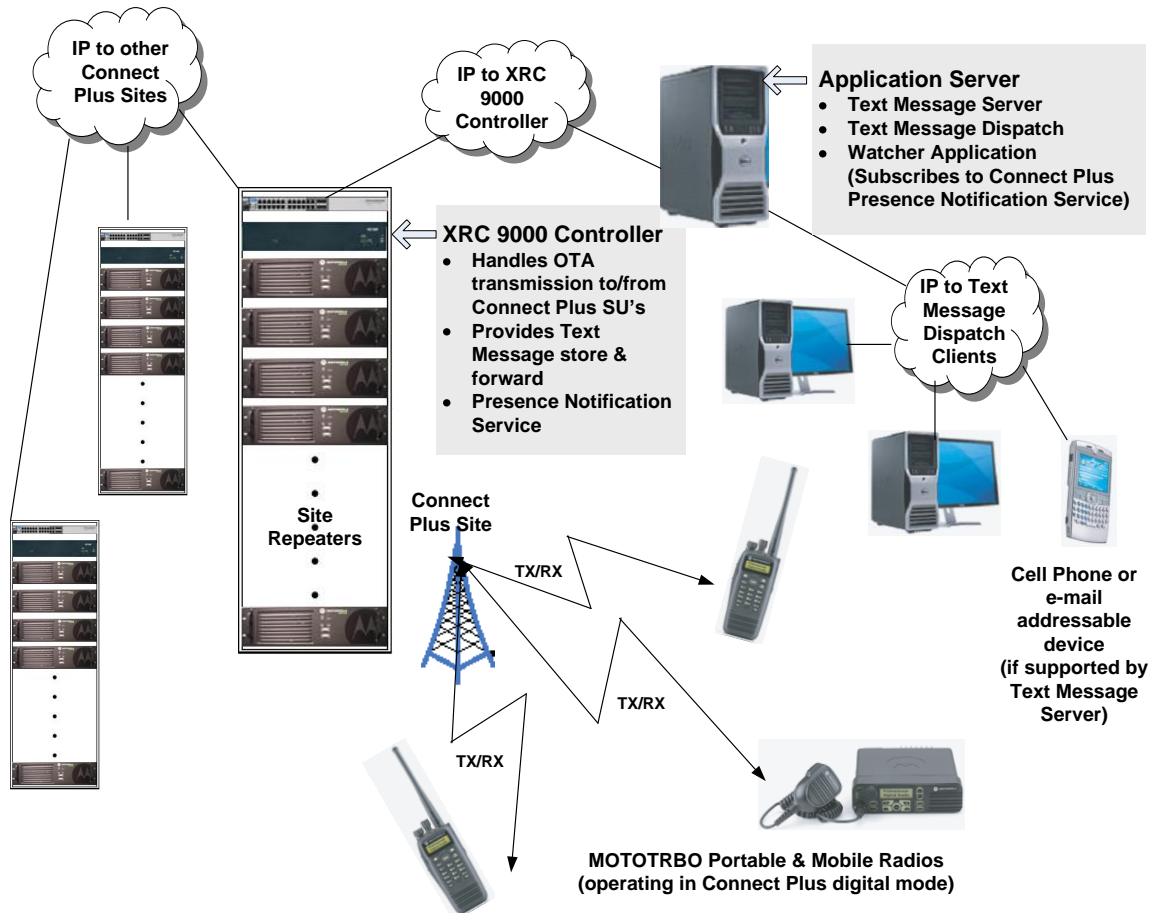 IP to other
Connect
Plus Sites
IP to XRC
9000
Controller
Application Server
• Text Message Server
• Text Message Dispatch
• Watcher Application
(Subscribes to Connect Plus
Presence Notification Service)
XRC 9000 Controller
• Handles OTA
transmission to/from
Connect Plus SU's
• Provides Text
Message store &
forward
• Presence Notification
Service
IP to Text
Message
Dispatch
Clients
Site
Repeaters
Connect
Plus Site
TX/RX
TX/RX
TX/RX
Cell Phone or
e-mail
addressable
device
(if supported by
Text Message
Server)
MOTOTRBO Portable & Mobile Radios
(operating in Connect Plus digital mode)